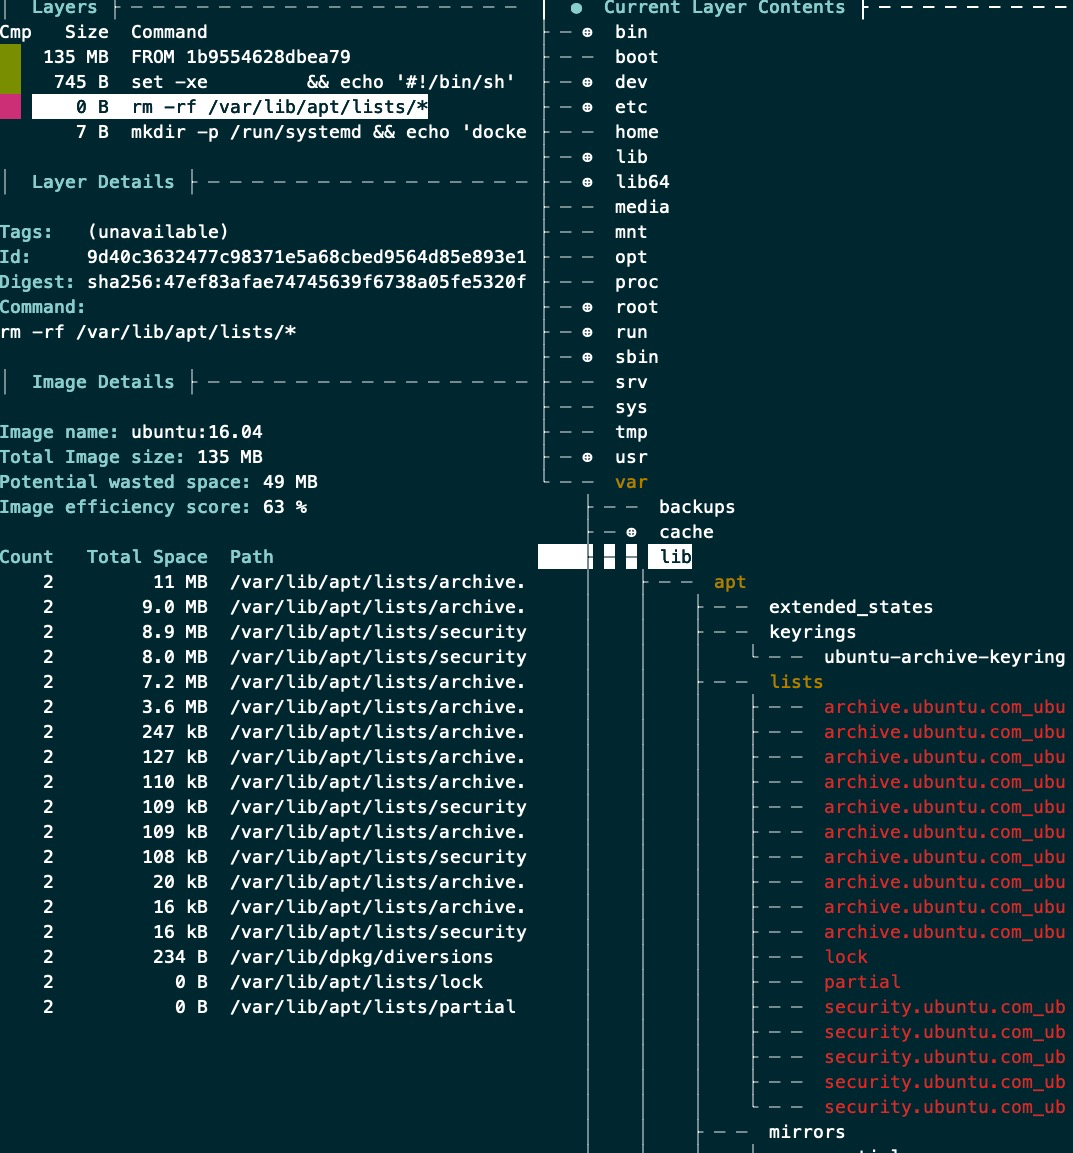 Layers
Cmp Size Command
135 MB FROM 1b9554628dbea79
745 B set -xe && echo '#!/bin/sh'
0 B rm -rf /var/lib/apt/lists/*
7 B mkdir -p /run/systemd && echo 'docke
Layer Details
Tags: (unavailable)
Id: 9d40c3632477c98371e5a68cbed9564d85e893e1
Digest: sha256:47ef83afae74745639f6738a05fe5320f
Command:
rm -rf /var/lib/apt/lists/*
Image Details
Image name: ubuntu:16.04
Total Image size: 135 MB
Potential wasted space: 49 MB
Image efficiency score: 63 %
Count Total Space Path
2 11 MB /var/lib/apt/lists/archive.
2 9.0 MB /var/lib/apt/lists/archive.
2 8.9 MB /var/lib/apt/lists/security
2 8.0 MB /var/lib/apt/lists/security
2 7.2 MB /var/lib/apt/lists/archive.
2 3.6 MB /var/lib/apt/lists/archive.
2 247 kB /var/lib/apt/lists/archive.
2 127 kB /var/lib/apt/lists/archive.
2 110 kB /var/lib/apt/lists/archive.
2 109 kB /var/lib/apt/lists/security
2 109 kB /var/lib/apt/lists/archive.
2 108 kB /var/lib/apt/lists/security
2 20 kB /var/lib/apt/lists/archive.
2 16 kB /var/lib/apt/lists/archive.
2 16 kB /var/lib/apt/lists/security
2 234 B /var/lib/dpkg/diversions
2 0 B /var/lib/apt/lists/lock
2 0 B /var/lib/apt/lists/partial
● Current Layer Contents
bin
boot
dev
etc
home
lib
lib64
media
mnt
opt
proc
root
run
sbin
srv
sys
tmp
usr
var
backups
cache
lib
apt
extended_states
keyrings
ubuntu-archive-keyring
lists
archive.ubuntu.com_ubu
archive.ubuntu.com_ubu
archive.ubuntu.com_ubu
archive.ubuntu.com_ubu
archive.ubuntu.com_ubu
archive.ubuntu.com_ubu
archive.ubuntu.com_ubu
archive.ubuntu.com_ubu
archive.ubuntu.com_ubu
archive.ubuntu.com_ubu
lock
partial
security.ubuntu.com_ub
security.ubuntu.com_ub
security.ubuntu.com_ub
security.ubuntu.com_ub
security.ubuntu.com_ub
mirrors